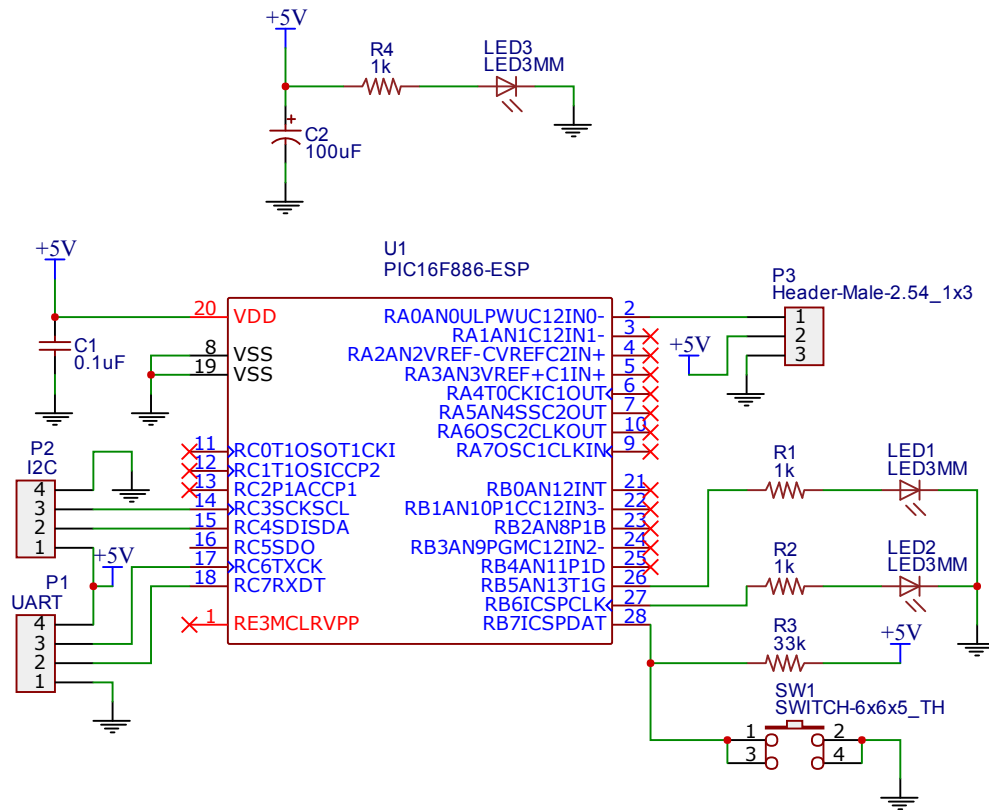 +5V
R4
1k
LED3
LED3MM
+
C2
100uF
+5V
U1
PIC16F886-ESP
P3
Header-Male-2.54_1x3
C1
0.1uF
20 VDD
8 VSS
19 VSS
RA0AN0ULPWUC12IN0- 2
RA1AN1C12IN1- 3
RA2AN2VREF-CVREFC2IN+ 4
RA3AN3VREF+C1IN+ 5
RA4T0CKIC1OUT 6
RA5AN4SSC2OUT 7
RA6OSC2CLKOUT 10
RA7OSC1CLKIN 9
+5V
1
2
3
P2
I2C
4
3
2
1
11 RC0T1OSOT1CKI
12 RC1T1OSICCP2
13 RC2P1ACCP1
14 RC3SCKSCL
15 RC4SDISDA
16 RC5SDO
17 RC6TXCK
18 RC7RXDT
1 RE3MCLRVPP
+5V
P1
UART
4
3
2
1
RB0AN12INT 21
RB1AN10P1CC12IN3- 22
RB2AN8P1B 23
RB3AN9PGMC12IN2- 24
RB4AN11P1D 25
RB5AN13T1G 26
RB6ICSPCLK 27
RB7ICSPDAT 28
R1
1k
LED1
LED3MM
R2
1k
LED2
LED3MM
R3
33k
+5V
SW1
SWITCH-6x6x5_TH
1 2
3 4